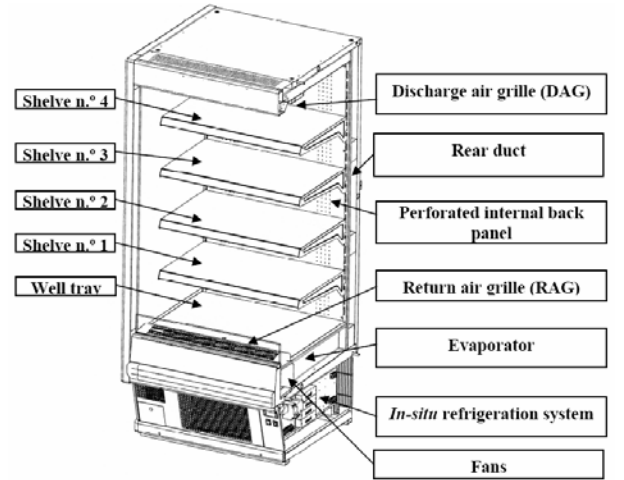 Shelve n.º 4
Shelve n.º 3
Shelve n.º 2
Shelve n.º 1
Well tray
Discharge air grille (DAG)
Rear duct
Perforated internal back
panel
Return air grille (RAG)
Evaporator
In-situ refrigeration system
Fans